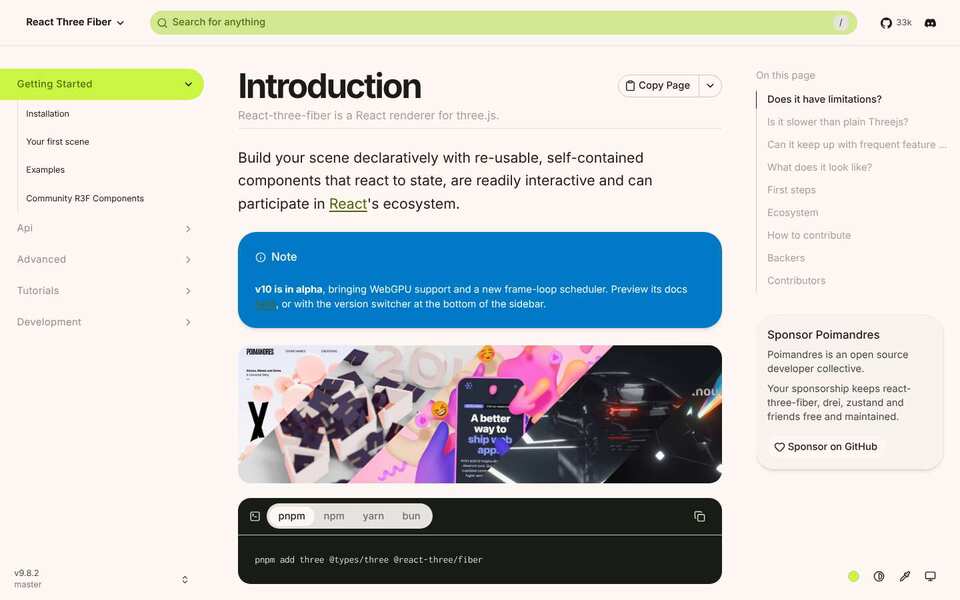 React Three Fiber
Search for anything
/
33k
Getting Started
Installation
Your first scene
Examples
Community R3F Components
Api
Advanced
Tutorials
Development
v9.8.2
master
Introduction
Copy Page
React-three-fiber is a React renderer for three.js.
Build your scene declaratively with re-usable, self-contained
components that react to state, are readily interactive and can
participate in React's ecosystem.
Note
v10 is in alpha, bringing WebGPU support and a new frame-loop scheduler. Preview its docs
here, or with the version switcher at the bottom of the sidebar.
POIMANDRES
X
A better
way to
ship web
app.
.nou
pnpm
npm
yarn
bun
pnpm add three @types/three @react-three/fiber
On this page
Does it have limitations?
Is it slower than plain Threejs?
Can it keep up with frequent feature ...
What does it look like?
First steps
Ecosystem
How to contribute
Backers
Contributors
Sponsor Poimandres
Poimandres is an open source
developer collective.
Your sponsorship keeps react-
three-fiber, drei, zustand and
friends free and maintained.
Sponsor on GitHub